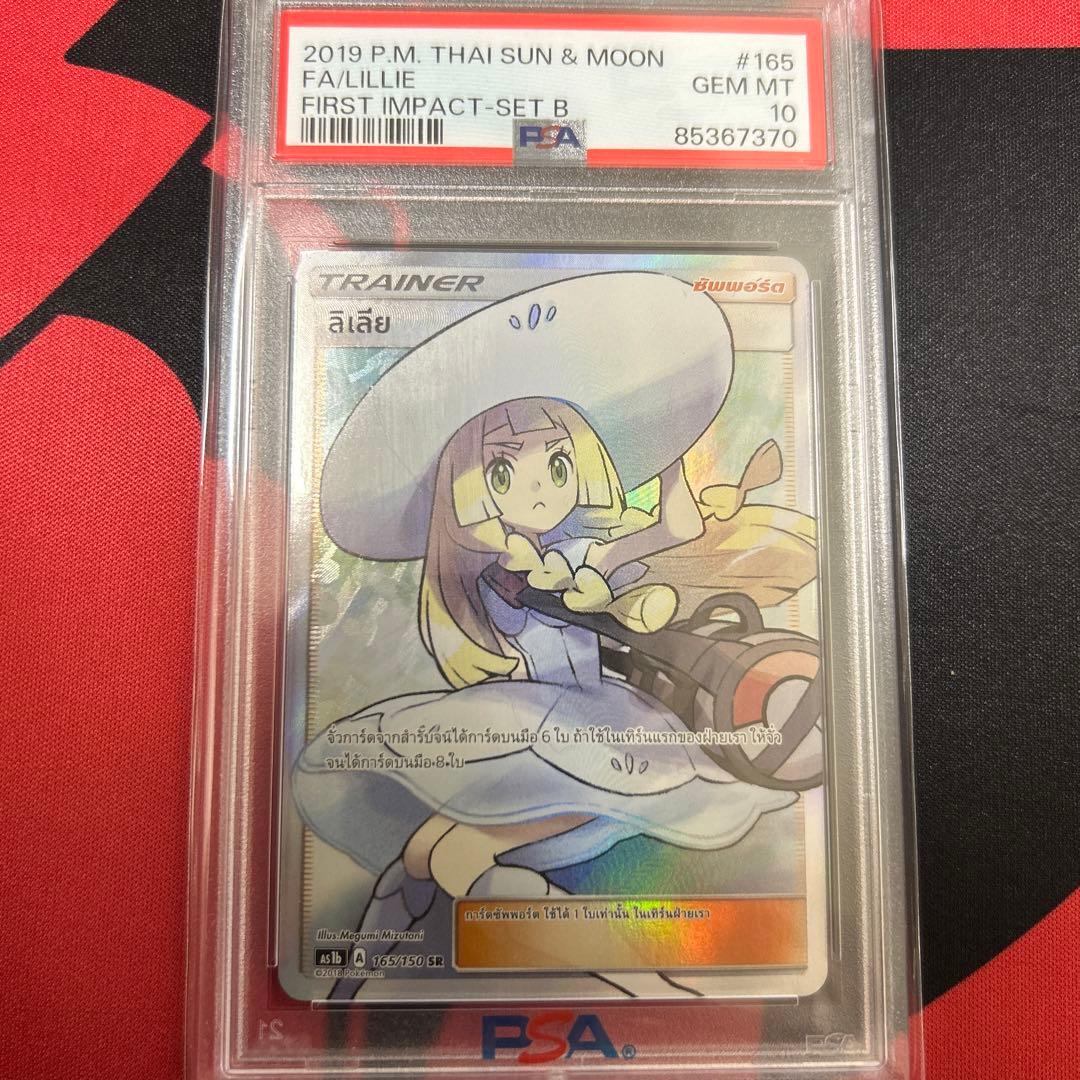 2019 P.M. THAI SUN & MOON #165
FA/LILLIE GEM MT
FIRST IMPACT-SET B 10
PSA 85367370
TRAINER ซัพพอร์ต
ลิเลีย
จั่วการ์ดจากสำรับจนได้การ์ดบนมือ 6 ใบ ถ้าใช้ในเทิร์นแรกของฝ่ายเรา ให้จั่ว
จนได้การ์ดบนมือ 8 ใบ
การ์ดซัพพอร์ต ใช้ได้ 1 ใบเท่านั้น ในเทิร์นฝ่ายเรา
Illus. Megumi Mizutani
AS1b A 165/150 SR
©2018 Pokémon
PSA®
21
PSA